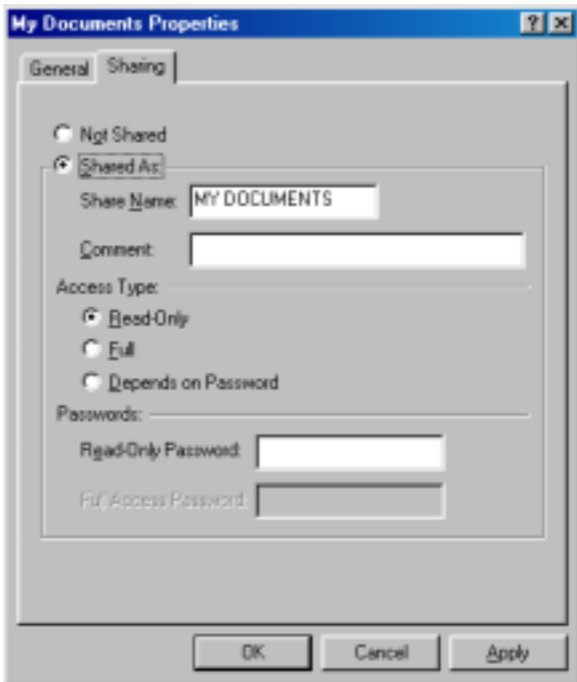 My Documents Properties
General Sharing
Not Shared
Shared As:
Share Name: MY DOCUMENTS
Comment:
Access Type:
Read-Only
Full
Depends on Password
Passwords:
Read-Only Password:
Full Access Password:
OK Cancel Apply